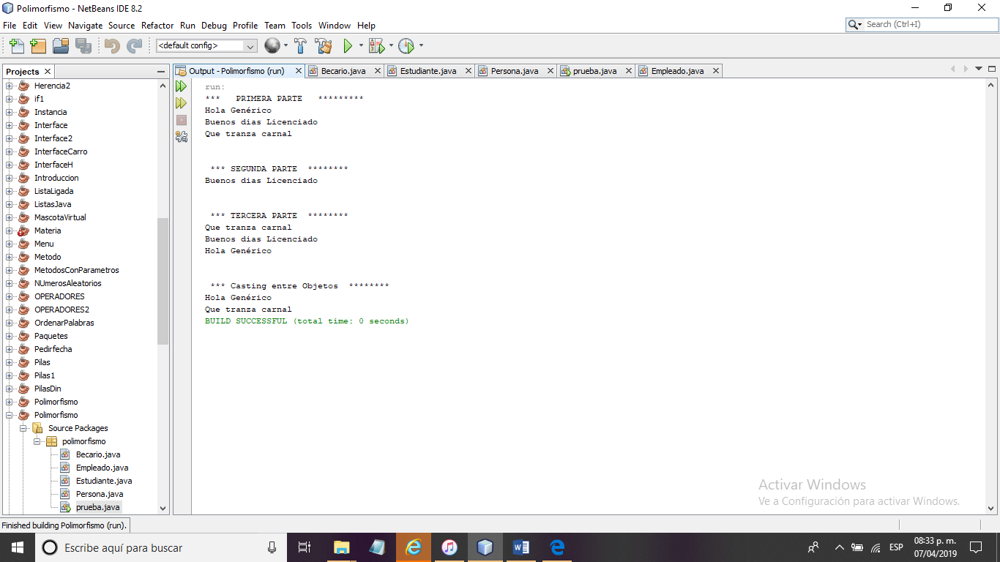 Polimorfismo - NetBeans IDE 8.2
File Edit View Navigate Source Refactor Run Debug Profile Team Tools Window Help
Search (Ctrl+I)
<default config>
Projects
Output - Polimorfismo (run) Becario.java Estudiante.java Persona.java prueba.java Empleado.java
Herencia2
if1
Instancia
Interface
Interface2
InterfaceCarro
InterfaceH
Introduccion
ListaLigada
ListasJava
MascotaVirtual
Materia
Menu
Metodo
MetodosConParametros
NUmerosAleatorios
OPERADORES
OPERADORES2
OrdenarPalabras
Paquetes
Pedirfecha
Pilas
Pilas1
PilasDin
Polimorfismo
Polimorfismo
Source Packages
polimorfismo
Becario.java
Empleado.java
Estudiante.java
Persona.java
prueba.java
run:
*** PRIMERA PARTE *********
Hola Genérico
Buenos dias Licenciado
Que tranza carnal
*** SEGUNDA PARTE ********
Buenos dias Licenciado
*** TERCERA PARTE ********
Que tranza carnal
Buenos dias Licenciado
Hola Genérico
*** Casting entre Objetos ********
Hola Genérico
Que tranza carnal
BUILD SUCCESSFUL (total time: 0 seconds)
Activar Windows
Ve a Configuración para activar Windows.
Finished building Polimorfismo (run).
Escribe aquí para buscar
ESP
08:33 p. m.
07/04/2019